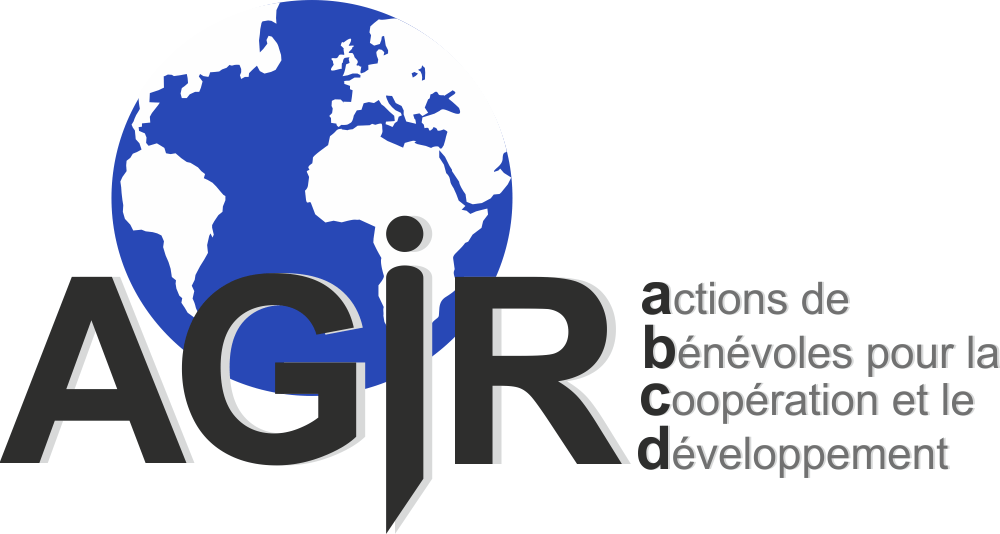 AGiR
actions de
bénévoles pour la
coopération et le
développement